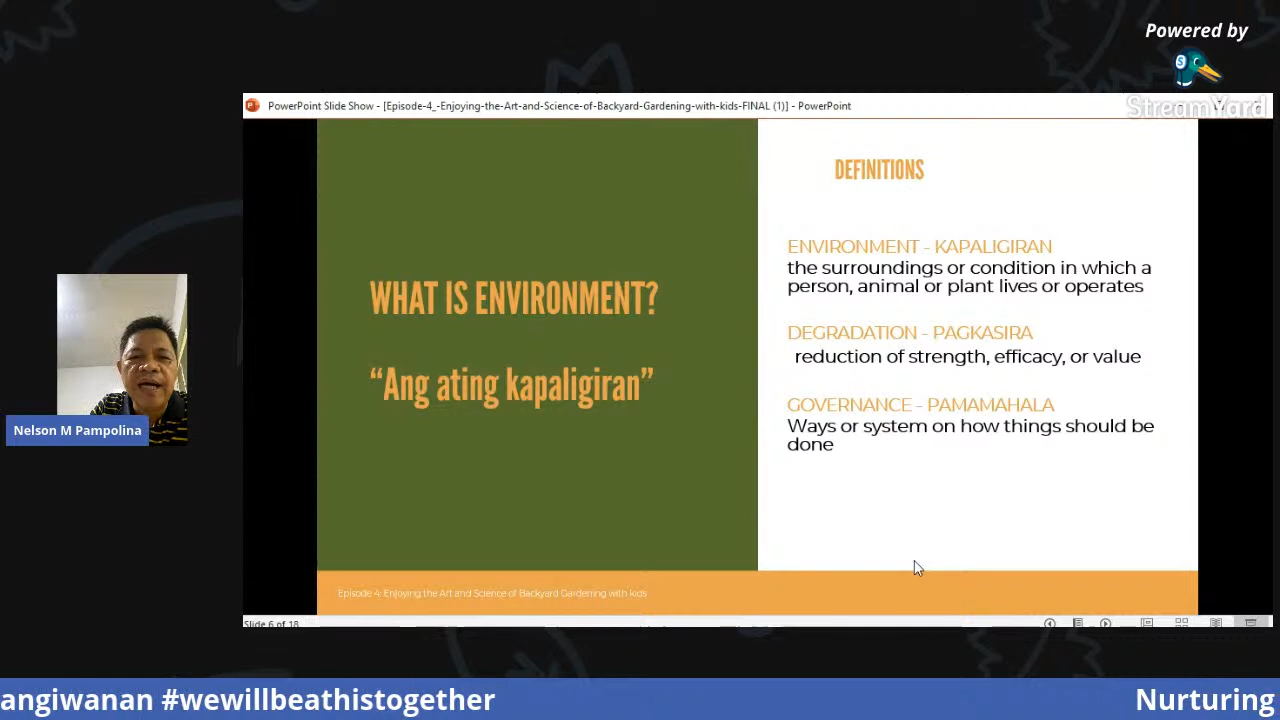 Powered by
StreamYard
PowerPoint Slide Show - [Episode-4_-Enjoying-the-Art-and-Science-of-Backyard-Gardening-with-kids-FINAL (1)] - PowerPoint
WHAT IS ENVIRONMENT?
“Ang ating kapaligiran”
DEFINITIONS
ENVIRONMENT - KAPALIGIRAN
the surroundings or condition in which a
person, animal or plant lives or operates
DEGRADATION - PAGKASIRA
reduction of strength, efficacy, or value
GOVERNANCE - PAMAMAHALA
Ways or system on how things should be
done
Nelson M Pampolina
Episode 4: Enjoying the Art and Science of Backyard Gardening with kids
Slide 6 of 18
angiwanan #wewillbeathistogether
Nurturing